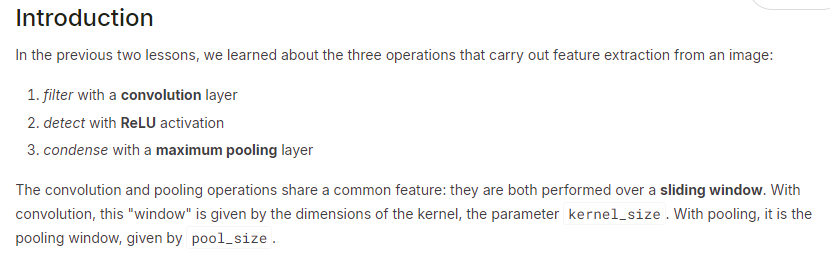 Introduction
In the previous two lessons, we learned about the three operations that carry out feature extraction from an image:
1. filter with a convolution layer
2. detect with ReLU activation
3. condense with a maximum pooling layer
The convolution and pooling operations share a common feature: they are both performed over a sliding window. With
convolution, this "window" is given by the dimensions of the kernel, the parameter kernel_size . With pooling, it is the
pooling window, given by pool_size .